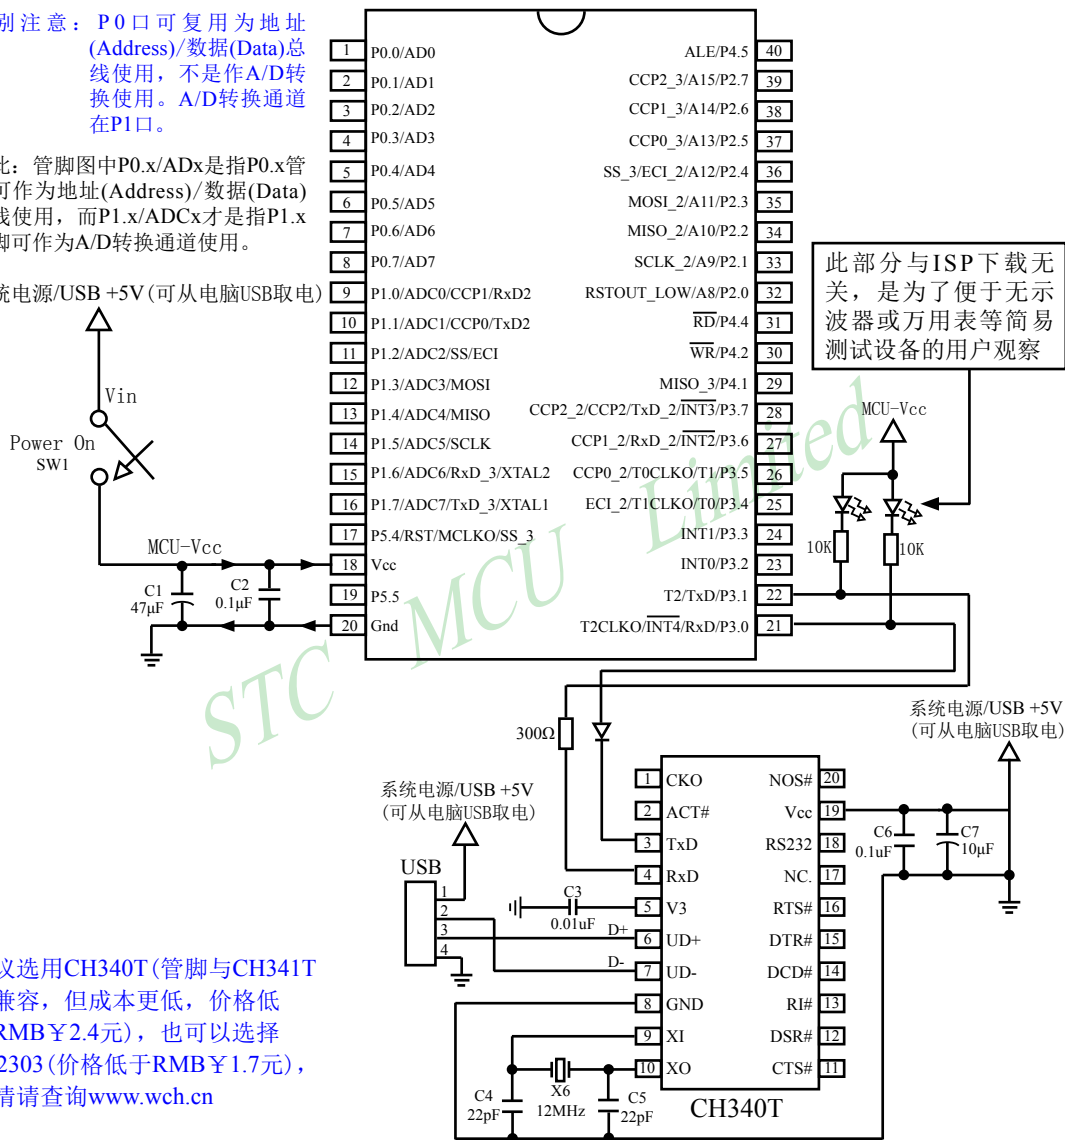 别注意：P0口可复用为地址
(Address)/数据(Data)总
线使用，不是作A/D转
换使用。A/D转换通道
在P1口。
比：管脚图中P0.x/ADx是指P0.x管
可作为地址(Address)/数据(Data)
线使用，而P1.x/ADCx才是指P1.x
脚可作为A/D转换通道使用。
统电源/USB +5V(可从电脑USB取电)
Vin
Power On
SW1
MCU-Vcc
C1
47μF
C2
0.1μF
1 P0.0/AD0
2 P0.1/AD1
3 P0.2/AD2
4 P0.3/AD3
5 P0.4/AD4
6 P0.5/AD5
7 P0.6/AD6
8 P0.7/AD7
9 P1.0/ADC0/CCP1/RxD2
10 P1.1/ADC1/CCP0/TxD2
11 P1.2/ADC2/SS/ECI
12 P1.3/ADC3/MOSI
13 P1.4/ADC4/MISO
14 P1.5/ADC5/SCLK
15 P1.6/ADC6/RxD_3/XTAL2
16 P1.7/ADC7/TxD_3/XTAL1
17 P5.4/RST/MCLKO/SS_3
18 Vcc
19 P5.5
20 Gnd
ALE/P4.5 40
CCP2_3/A15/P2.7 39
CCP1_3/A14/P2.6 38
CCP0_3/A13/P2.5 37
SS_3/ECI_2/A12/P2.4 36
MOSI_2/A11/P2.3 35
MISO_2/A10/P2.2 34
SCLK_2/A9/P2.1 33
RSTOUT_LOW/A8/P2.0 32
RD/P4.4 31
WR/P4.2 30
MISO_3/P4.1 29
CCP2_2/CCP2/TxD_2/INT3/P3.7 28
CCP1_2/RxD_2/INT2/P3.6 27
CCP0_2/T0CLKO/T1/P3.5 26
ECI_2/T1CLKO/T0/P3.4 25
INT1/P3.3 24
INT0/P3.2 23
T2/TxD/P3.1 22
T2CLKO/INT4/RxD/P3.0 21
STC MCU Limited
此部分与ISP下载无
关，是为了便于无示
波器或万用表等简易
测试设备的用户观察
MCU-Vcc
10K
10K
300Ω
系统电源/USB +5V
(可从电脑USB取电)
系统电源/USB +5V
(可从电脑USB取电)
USB
1
2
3
4
C3
0.01uF
D+
D-
1 CKO
2 ACT#
3 TxD
4 RxD
5 V3
6 UD+
7 UD-
8 GND
9 XI
10 XO
NOS# 20
Vcc 19
RS232 18
NC. 17
RTS# 16
DTR# 15
DCD# 14
RI# 13
DSR# 12
CTS# 11
CH340T
C6
0.1uF
C7
10μF
C4
22pF
X6
12MHz
C5
22pF
议选用CH340T(管脚与CH341T
兼容，但成本更低，价格低
RMB￥2.4元)，也可以选择
2303(价格低于RMB￥1.7元)，
情请查询www.wch.cn